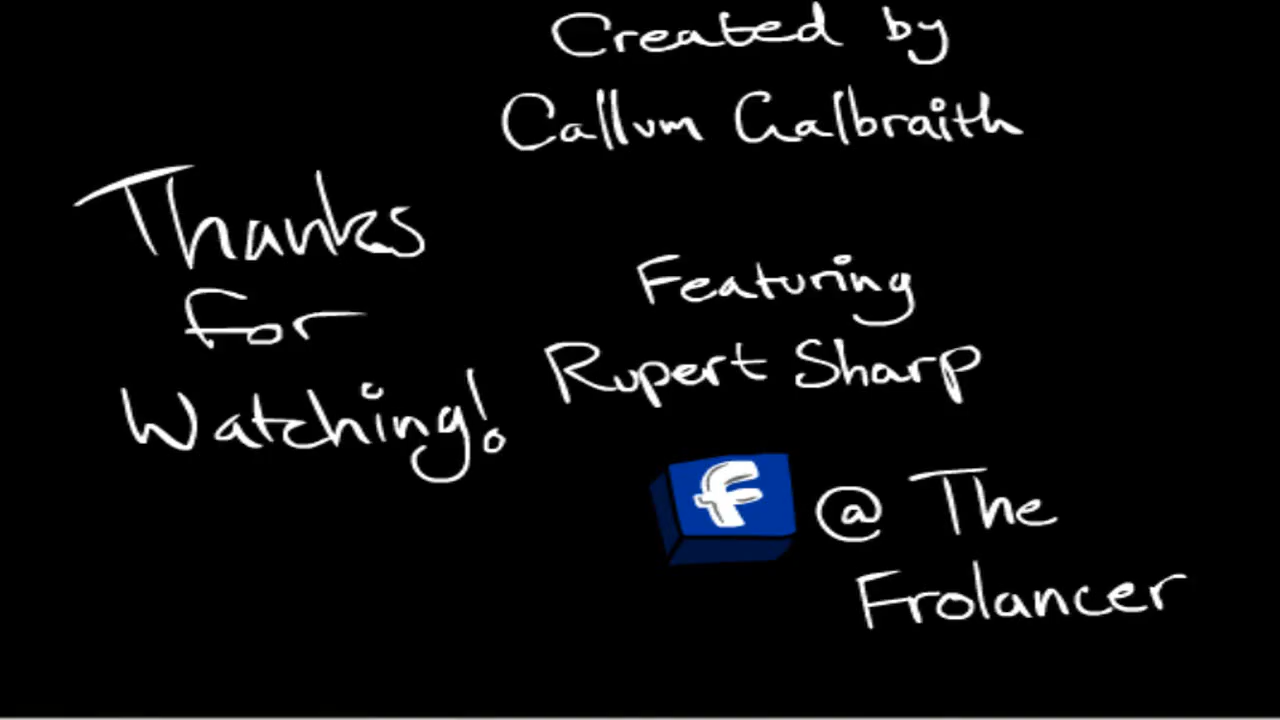 Created by
Callum Galbraith
Thanks
for
Watching!
Featuring
Rupert Sharp
f @ The
Frolancer